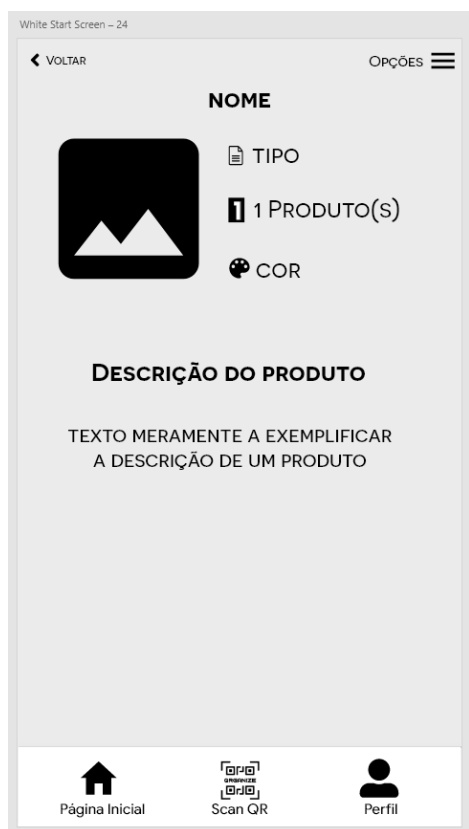 White Start Screen – 24
VOLTAR
OPÇÕES
NOME
TIPO
1 1 PRODUTO(S)
COR
DESCRIÇÃO DO PRODUTO
TEXTO MERAMENTE A EXEMPLIFICAR
A DESCRIÇÃO DE UM PRODUTO
ORGANIZE
Página Inicial
Scan QR
Perfil